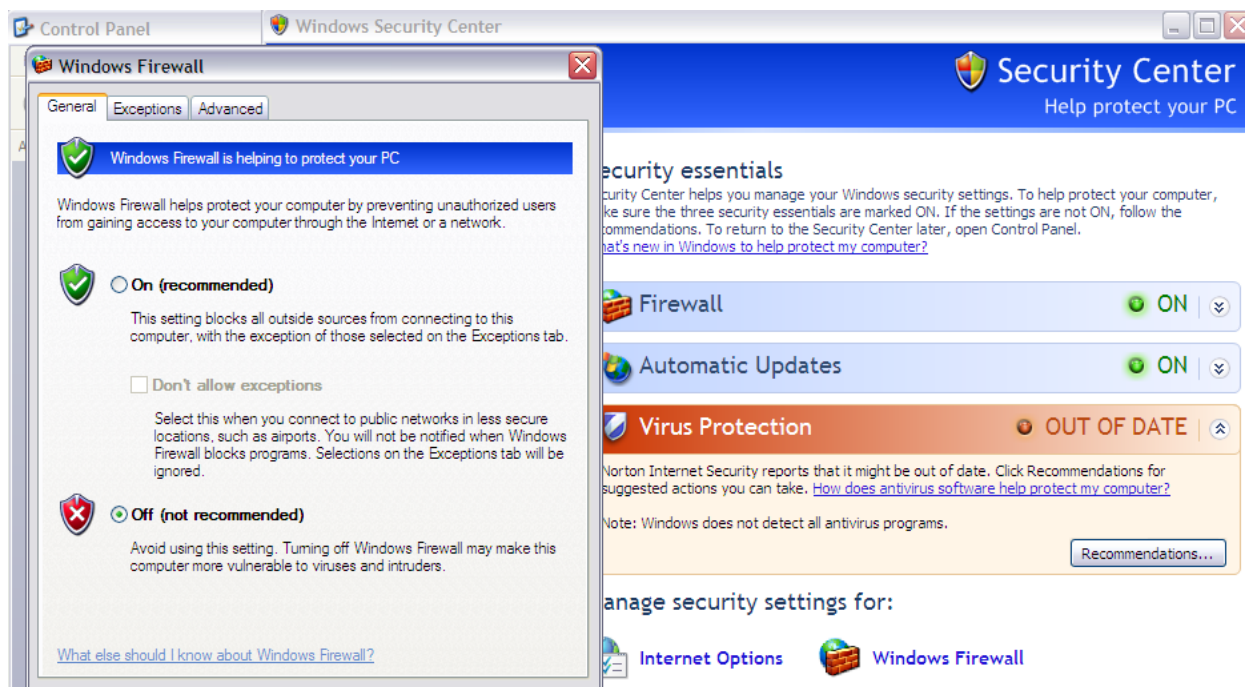 Control Panel
Windows Security Center
Windows Firewall
General
Exceptions
Advanced
Windows Firewall is helping to protect your PC
Windows Firewall helps protect your computer by preventing unauthorized users
from gaining access to your computer through the Internet or a network.
On (recommended)
This setting blocks all outside sources from connecting to this
computer, with the exception of those selected on the Exceptions tab.
Don't allow exceptions
Select this when you connect to public networks in less secure
locations, such as airports. You will not be notified when Windows
Firewall blocks programs. Selections on the Exceptions tab will be
ignored.
Off (not recommended)
Avoid using this setting. Turning off Windows Firewall may make this
computer more vulnerable to viruses and intruders.
What else should I know about Windows Firewall?
Security Center
Help protect your PC
ecurity essentials
curity Center helps you manage your Windows security settings. To help protect your computer,
ke sure the three security essentials are marked ON. If the settings are not ON, follow the
commendations. To return to the Security Center later, open Control Panel.
hat's new in Windows to help protect my computer?
Firewall
ON
Automatic Updates
ON
Virus Protection
OUT OF DATE
Norton Internet Security reports that it might be out of date. Click Recommendations for
suggested actions you can take. How does antivirus software help protect my computer?
Note: Windows does not detect all antivirus programs.
Recommendations...
anage security settings for:
Internet Options
Windows Firewall